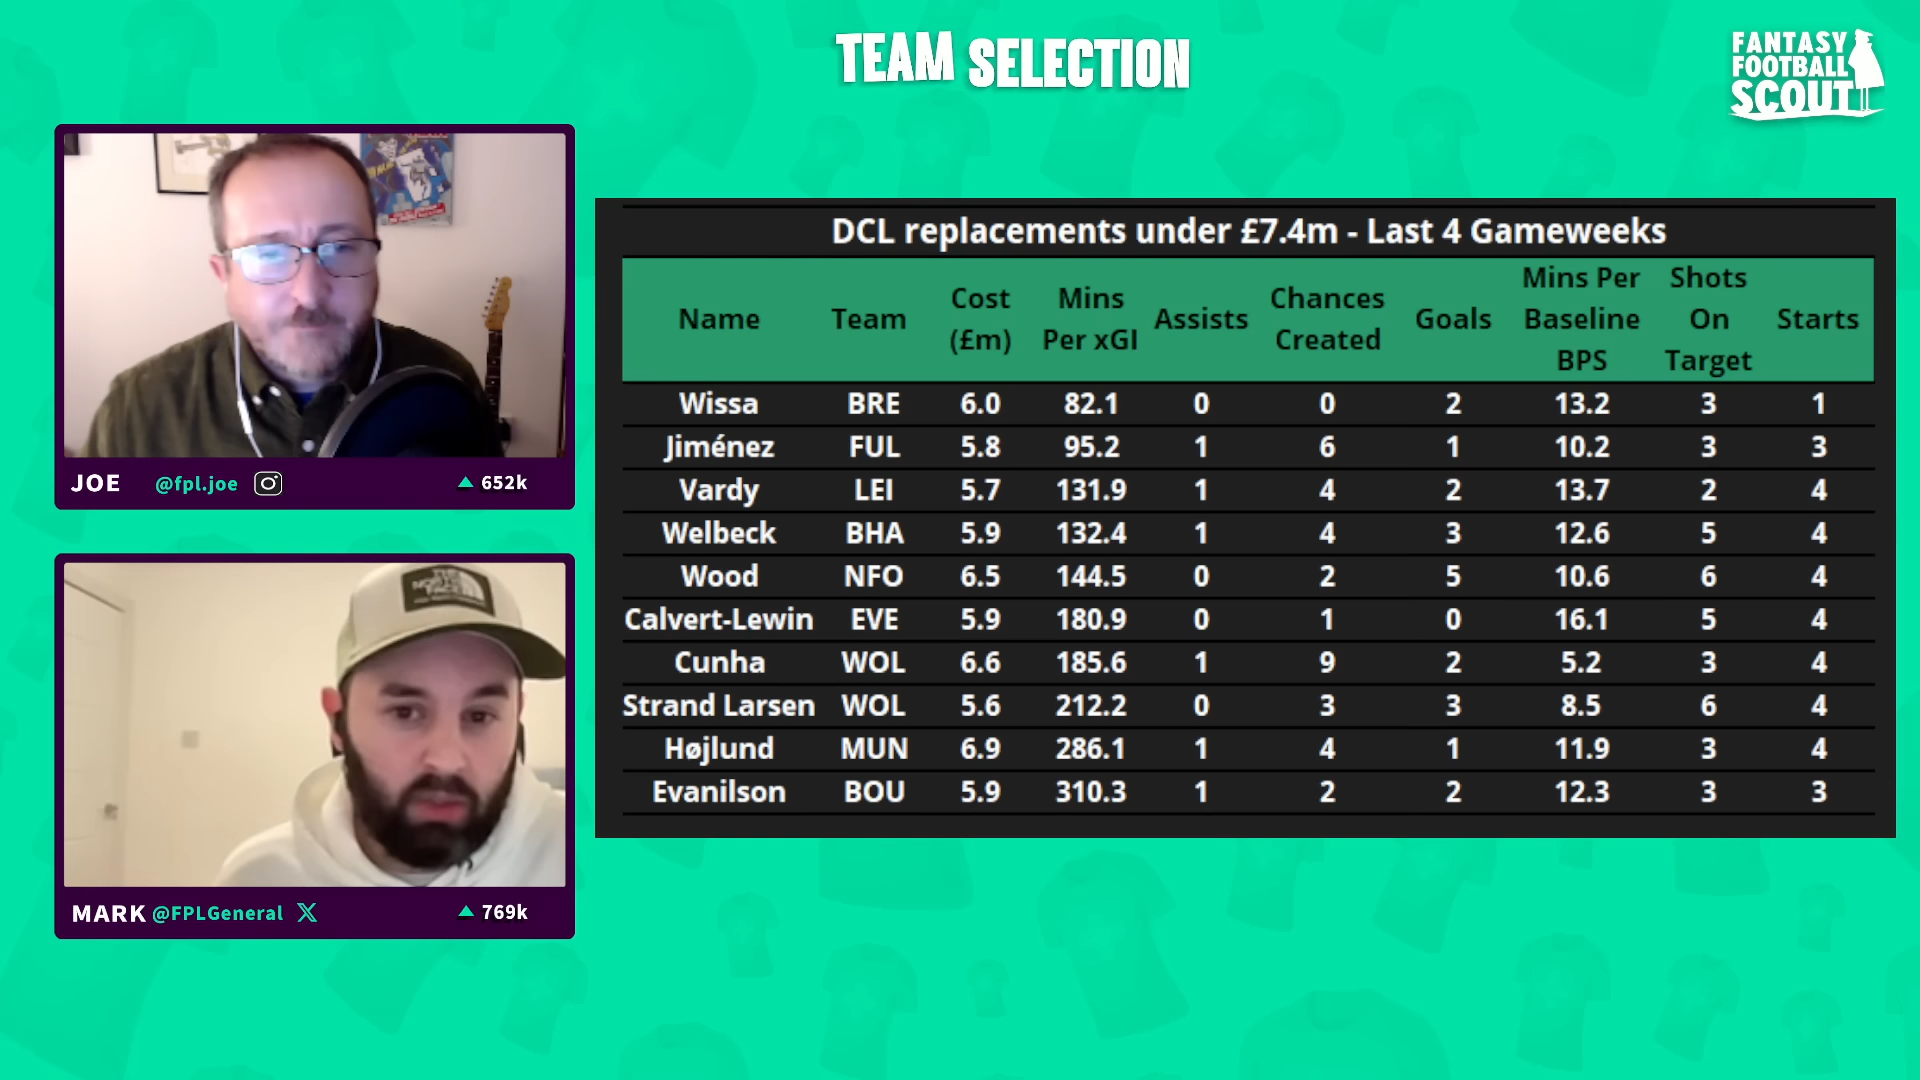 TEAM SELECTION
FANTASY
FOOTBALL
SCOUT
JOE @fpl.joe 652k
THE
NORTH
FACE
MARK @FPLGeneral 769k
DCL replacements under £7.4m - Last 4 Gameweeks
Name Team Cost (£m) Mins Per xGI Assists Chances Created Goals Mins Per Baseline BPS Shots On Target Starts
Wissa BRE 6.0 82.1 0 0 2 13.2 3 1
Jiménez FUL 5.8 95.2 1 6 1 10.2 3 3
Vardy LEI 5.7 131.9 1 4 2 13.7 2 4
Welbeck BHA 5.9 132.4 1 4 3 12.6 5 4
Wood NFO 6.5 144.5 0 2 5 10.6 6 4
Calvert-Lewin EVE 5.9 180.9 0 1 0 16.1 5 4
Cunha WOL 6.6 185.6 1 9 2 5.2 3 4
Strand Larsen WOL 5.6 212.2 0 3 3 8.5 6 4
Højlund MUN 6.9 286.1 1 4 1 11.9 3 4
Evanilson BOU 5.9 310.3 1 2 2 12.3 3 3